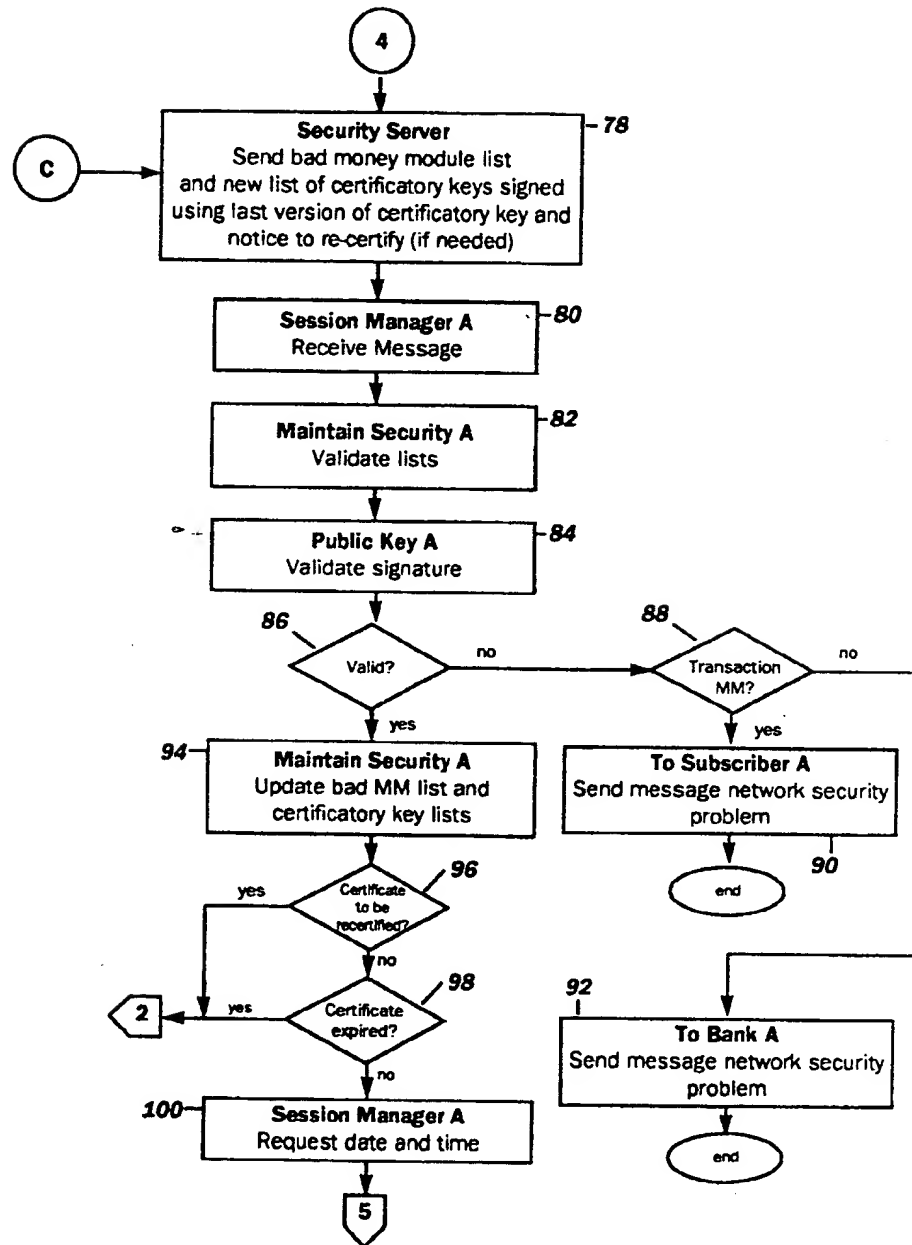 4
C
Security Server
Send bad money module list
and new list of certificatory keys signed
using last version of certificatory key and
notice to re-certify (if needed)
78
Session Manager A
Receive Message
80
Maintain Security A
Validate lists
82
Public Key A
Validate signature
84
86
Valid?
no
yes
88
Transaction
MM?
no
yes
94
Maintain Security A
Update bad MM list and
certificatory key lists
To Subscriber A
Send message network security
problem
90
end
96
Certificate
to be
recertified?
yes
no
98
Certificate
expired?
yes
no
2
92
To Bank A
Send message network security
problem
end
100
Session Manager A
Request date and time
5